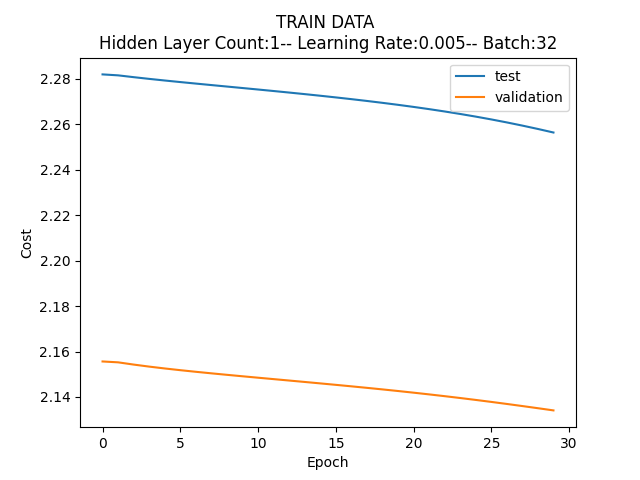 TRAIN DATA
Hidden Layer Count:1-- Learning Rate:0.005-- Batch:32
test
validation
2.28
2.26
2.24
2.22
2.20
2.18
2.16
2.14
Cost
0 5 10 15 20 25 30
Epoch